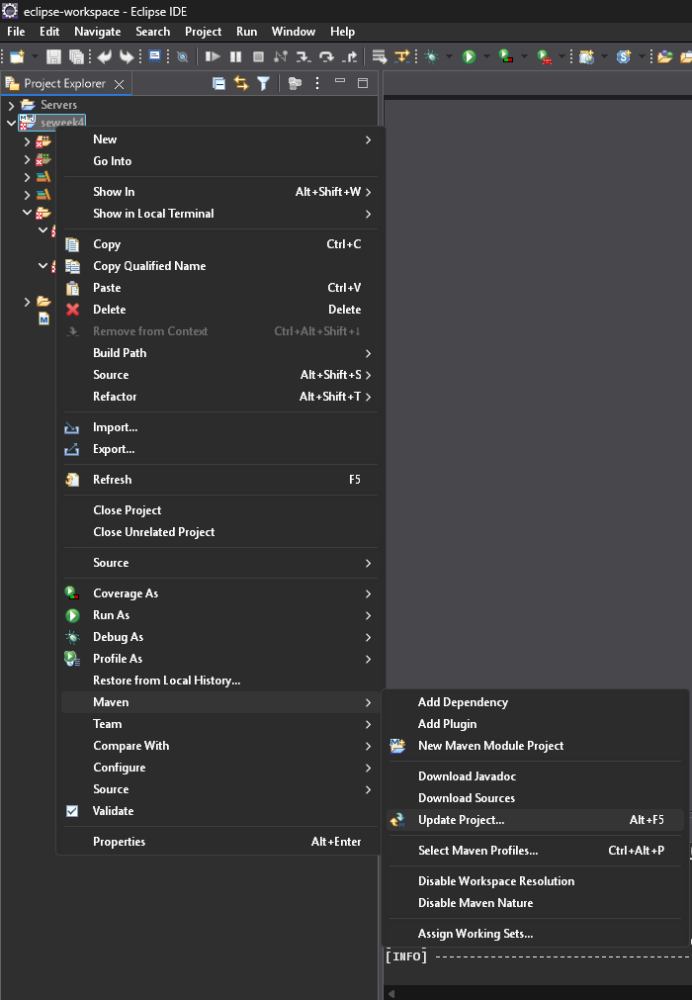 eclipse-workspace - Eclipse IDE
File Edit Navigate Search Project Run Window Help
Project Explorer
Servers
seweek4
New
Go Into
Show In Alt+Shift+W
Show in Local Terminal
Copy Ctrl+C
Copy Qualified Name
Paste Ctrl+V
Delete Delete
Remove from Context Ctrl+Alt+Shift+↓
Build Path
Source Alt+Shift+S
Refactor Alt+Shift+T
Import...
Export...
Refresh F5
Close Project
Close Unrelated Project
Source
Coverage As
Run As
Debug As
Profile As
Restore from Local History...
Maven
Team
Compare With
Configure
Source
Validate
Properties Alt+Enter
Add Dependency
Add Plugin
New Maven Module Project
Download Javadoc
Download Sources
Update Project... Alt+F5
Select Maven Profiles... Ctrl+Alt+P
Disable Workspace Resolution
Disable Maven Nature
Assign Working Sets...
[INFO] -------------------------------------